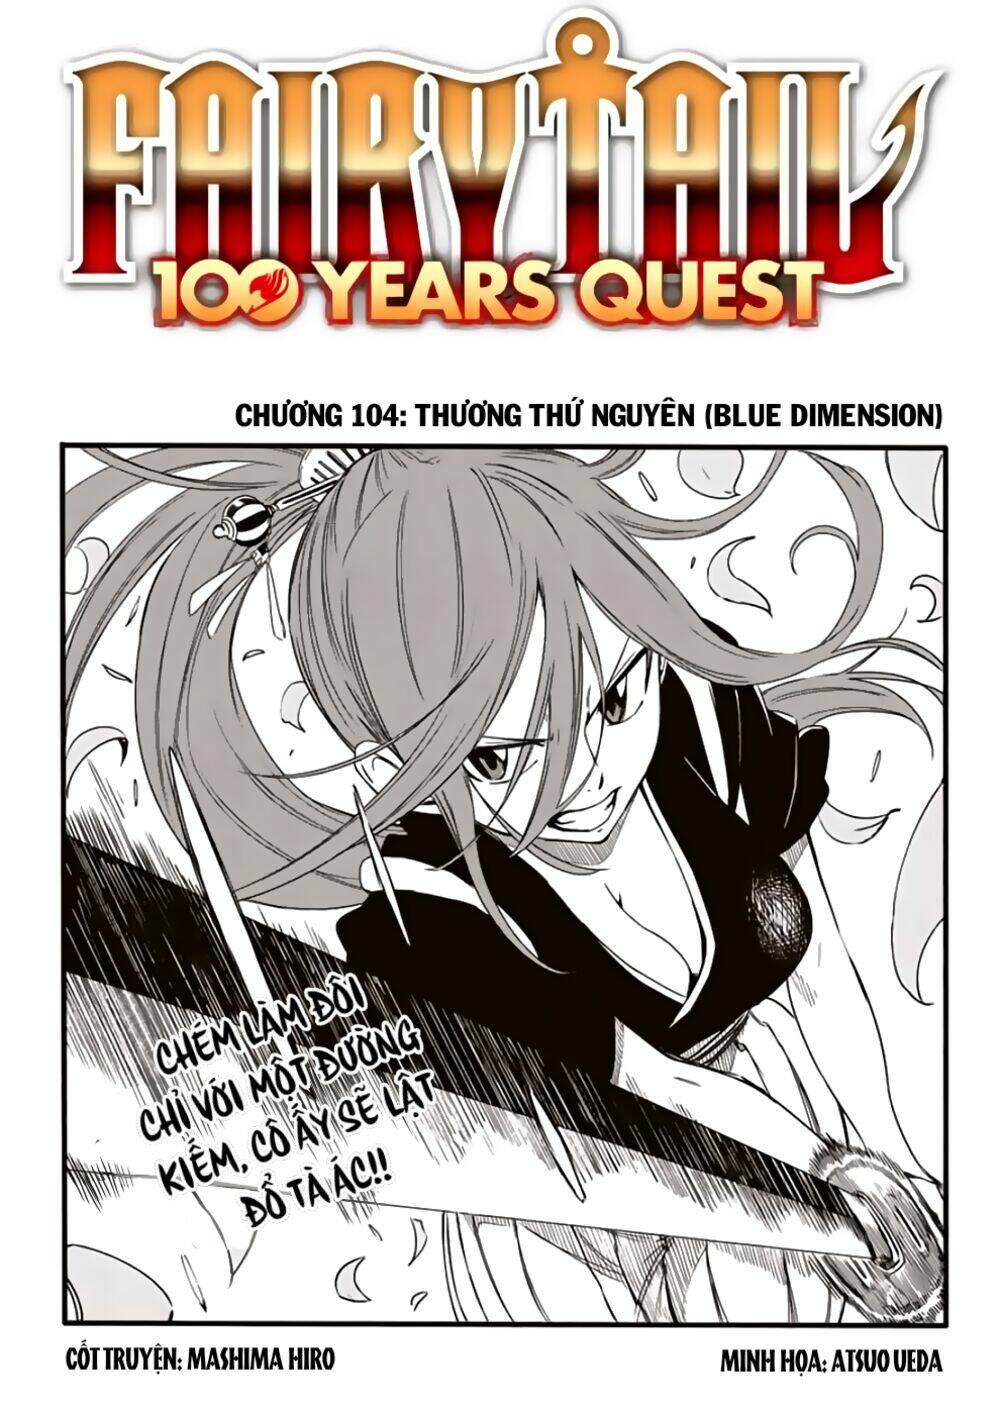 FAIRY TAIL
100 YEARS QUEST
CHƯƠNG 104: THƯƠNG THỨ NGUYÊN (BLUE DIMENSION)
CHÉM LÀM ĐÔI
CHỈ VỚI MỘT ĐƯỜNG
KIẾM, CÔ ẤY SẼ LẬT
ĐỔ TÀ ÁC!!
CỐT TRUYỆN: MASHIMA HIRO
MINH HỌA: ATSUO UEDA